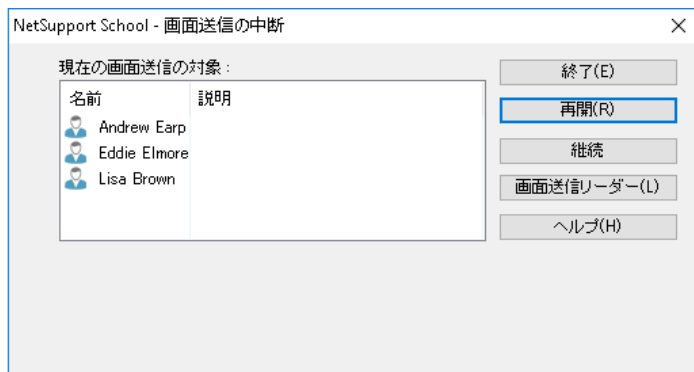 NetSupport School - 画面送信の中断
現在の画面送信の対象 :
名前 説明
Andrew Earp
Eddie Elmore
Lisa Brown
終了(E)
再開(R)
継続
画面送信リーダー(L)
ヘルプ(H)